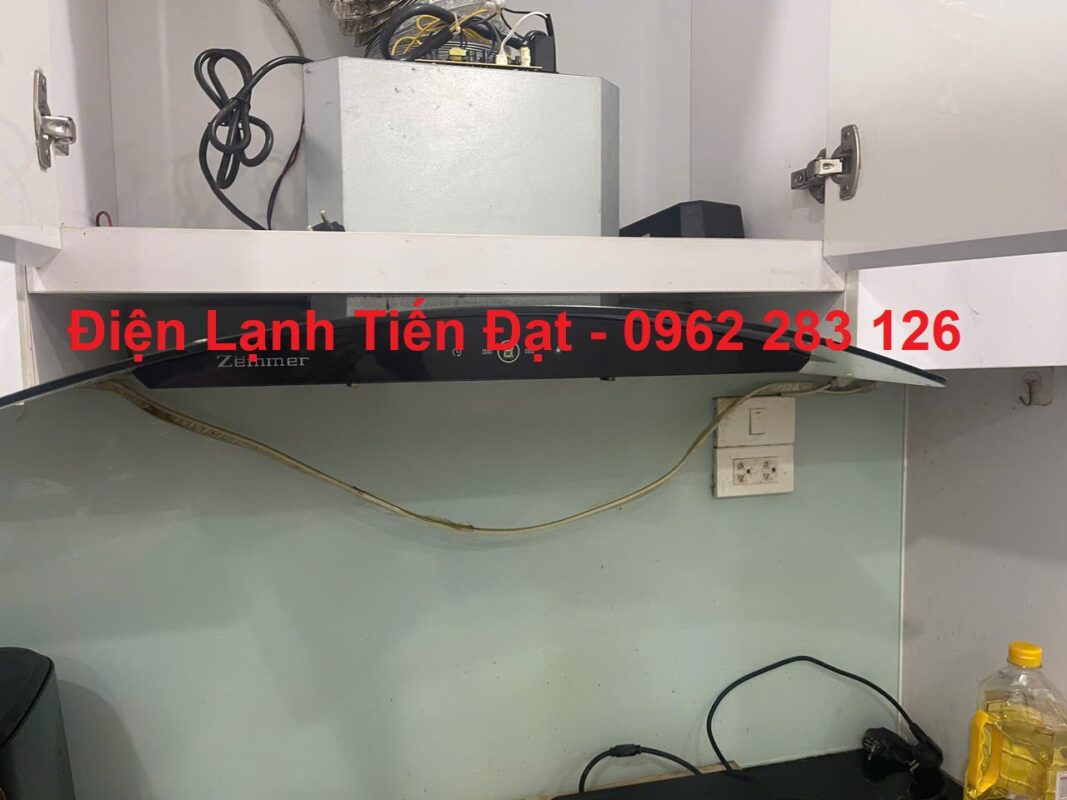 Điện Lạnh Tiến Đạt - 0962 283 126
Zemmer